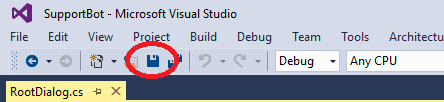 SupportBot - Microsoft Visual Studio
File Edit View Project Build Debug Team Tools Architectu
Debug Any CPU
RootDialog.cs